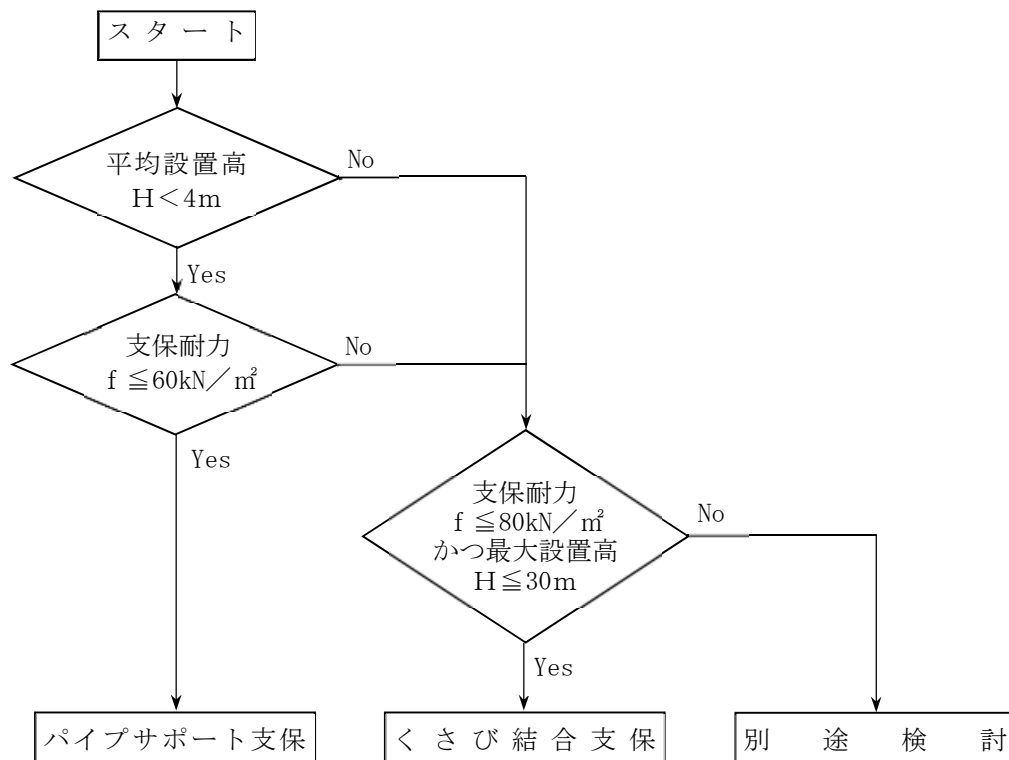 スタート
平均設置高
H＜4m
No
Yes
支保耐力
f ≦60kN／㎡
No
Yes
支保耐力
f ≦80kN／㎡
かつ最大設置高
H≦30m
No
Yes
パイプサポート支保
くさび結合支保
別途検討